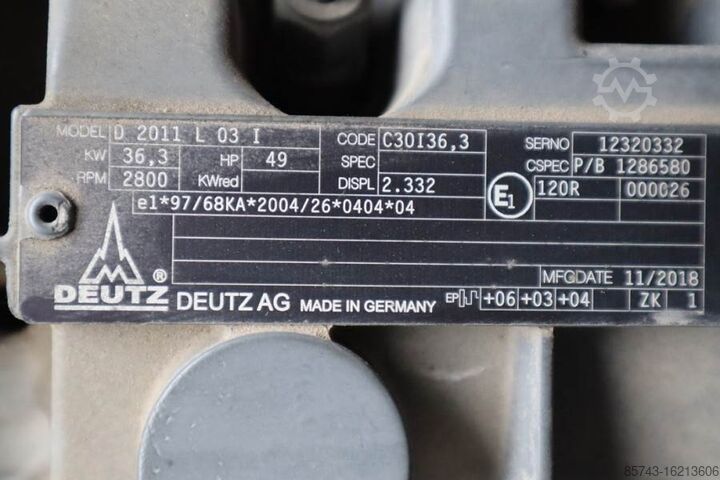 MODEL D 2011 L 03 I CODE C30I36,3 SERNO 12320332
KW 36,3 HP 49 SPEC CSPEC P/B 1286580
RPM 2800 KWred DISPL 2.332 E1 120R 000026
e1*97/68KA*2004/26*0404*04
MFGDATE 11/2018
DEUTZ ® DEUTZ AG MADE IN GERMANY EP +06 +03 +04 ZK 1
85743-16213606